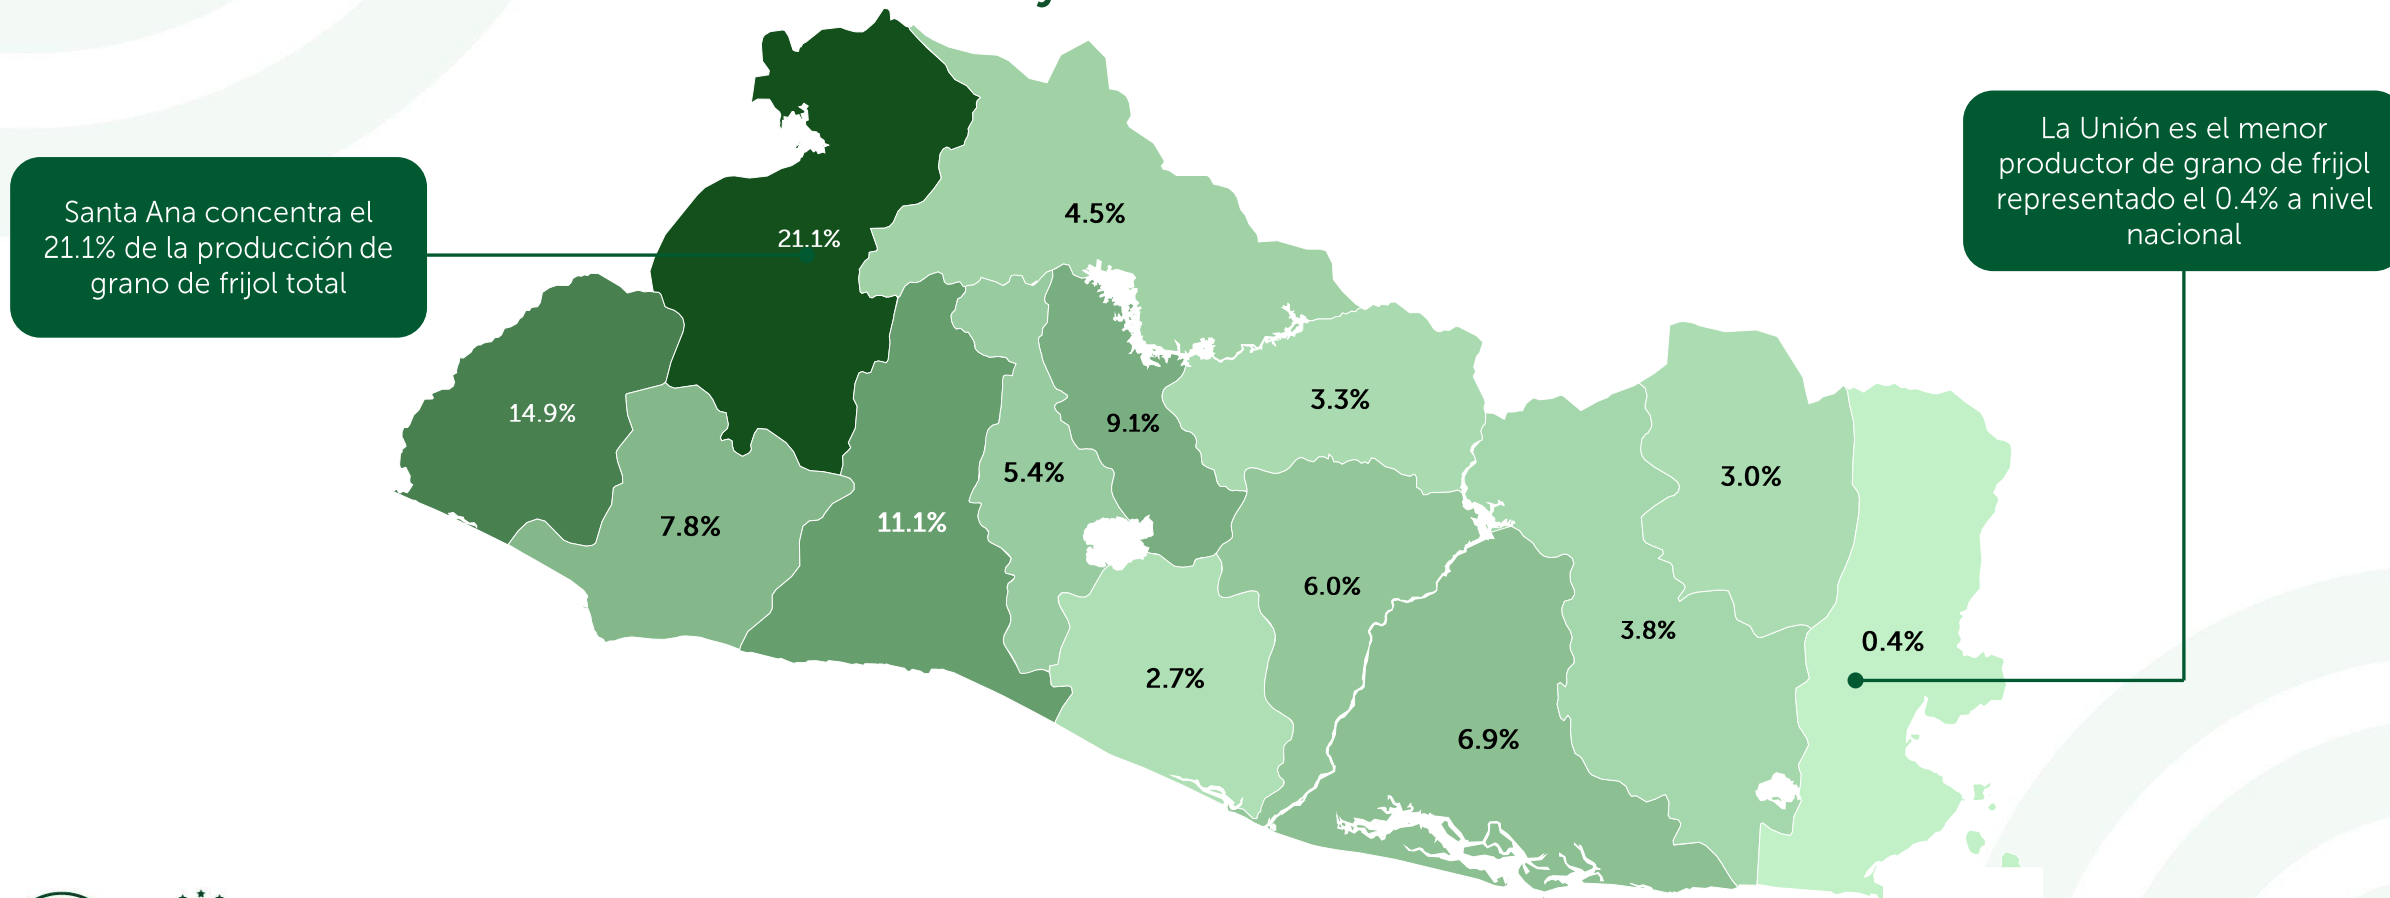 Santa Ana concentra el
21.1% de la producción de
grano de frijol total
La Unión es el menor
productor de grano de frijol
representado el 0.4% a nivel
nacional
4.5%
21.1%
3.3%
14.9%
9.1%
5.4%
3.0%
11.1%
7.8%
6.0%
3.8%
0.4%
2.7%
6.9%